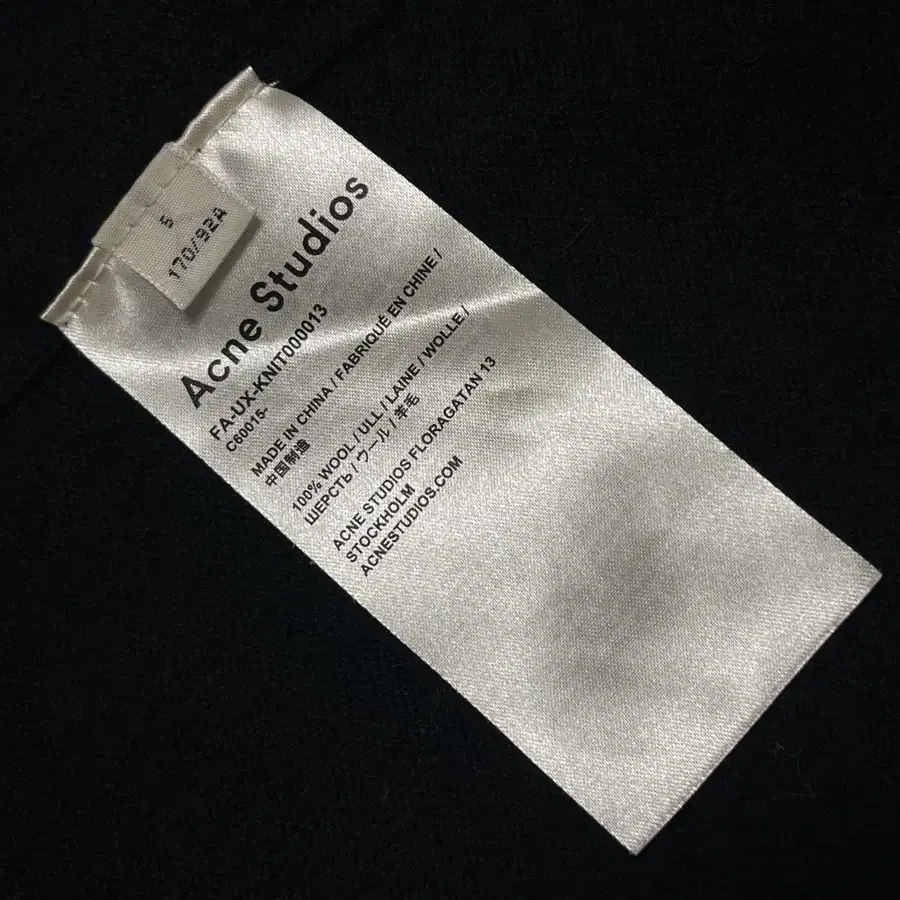 S
170/92A
Acne Studios
FA-UX-KNIT000013
C60015-
MADE IN CHINA / FABRIQUÉ EN CHINE /
中国制造
100% WOOL / ULL / LAINE / WOLLE /
ШЕРСТЬ / ウール / 羊毛
ACNE STUDIOS FLORAGATAN 13
STOCKHOLM
ACNESTUDIOS.COM